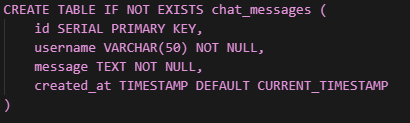 CREATE TABLE IF NOT EXISTS chat_messages (
    id SERIAL PRIMARY KEY,
    username VARCHAR(50) NOT NULL,
    message TEXT NOT NULL,
    created_at TIMESTAMP DEFAULT CURRENT_TIMESTAMP
)